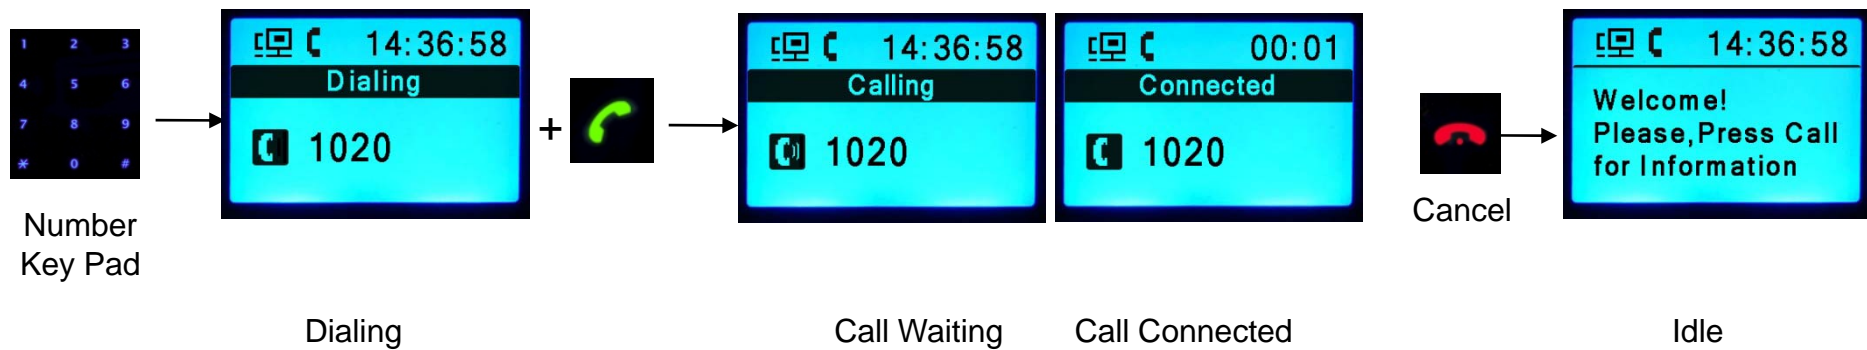 1 2 3
4 5 6
7 8 9
* 0 #
Number
Key Pad
14:36:58
Dialing
1020
Dialing
+
14:36:58
Calling
1020
Call Waiting
00:01
Connected
1020
Call Connected
Cancel
14:36:58
Welcome!
Please,Press Call
for Information
Idle